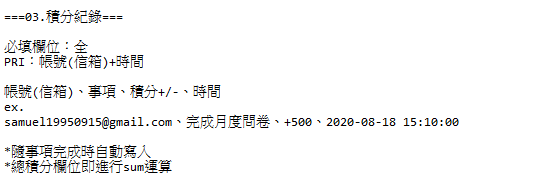 ===03.積分紀錄===
必填欄位：全
PRI：帳號(信箱)+時間
帳號(信箱)、事項、積分+/-、時間
ex.
samuel19950915@gmail.com、完成月度問卷、+500、2020-08-18 15:10:00
*隨事項完成時自動寫入
*總積分欄位即進行sum運算